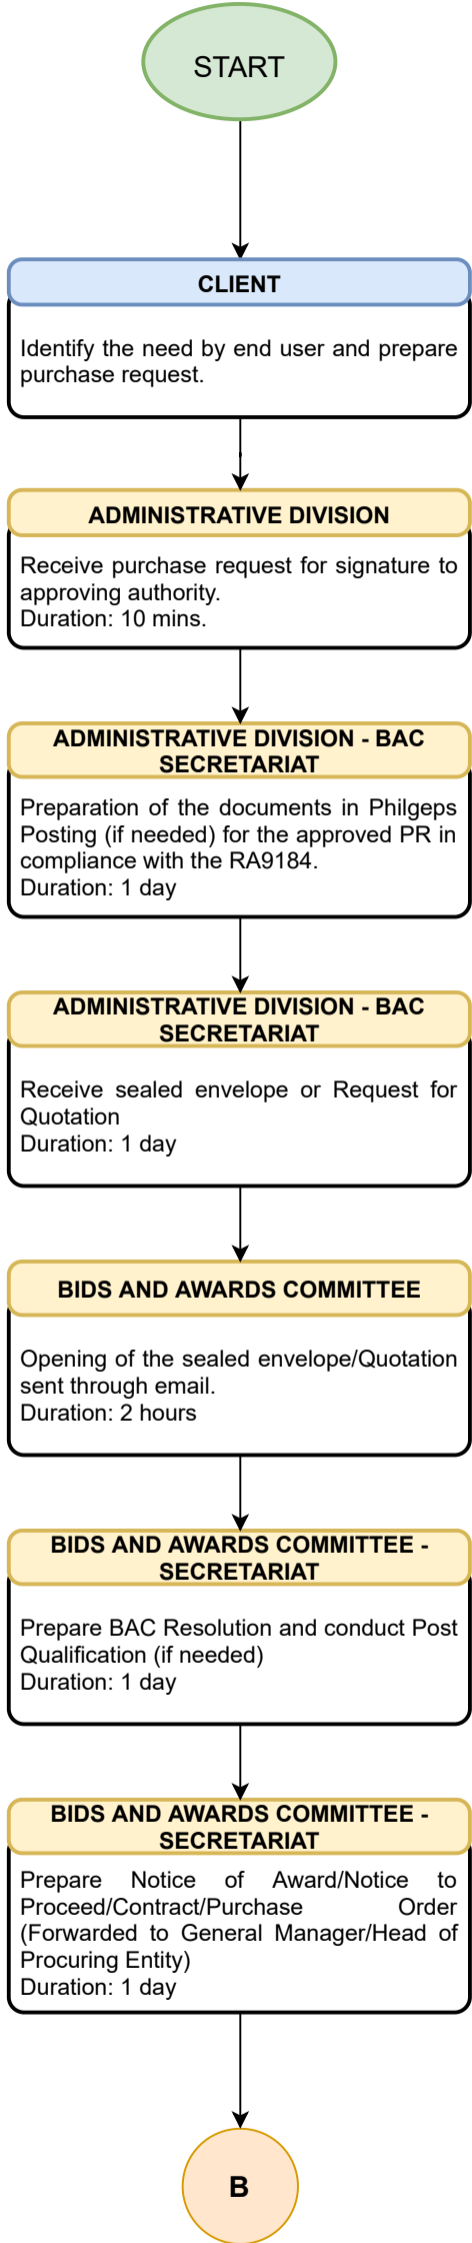 START
CLIENT
Identify the need by end user and prepare
purchase request.
ADMINISTRATIVE DIVISION
Receive purchase request for signature to
approving authority.
Duration: 10 mins.
ADMINISTRATIVE DIVISION - BAC
SECRETARIAT
Preparation of the documents in Philgeps
Posting (if needed) for the approved PR in
compliance with the RA9184.
Duration: 1 day
ADMINISTRATIVE DIVISION - BAC
SECRETARIAT
Receive sealed envelope or Request for
Quotation
Duration: 1 day
BIDS AND AWARDS COMMITTEE
Opening of the sealed envelope/Quotation
sent through email.
Duration: 2 hours
BIDS AND AWARDS COMMITTEE -
SECRETARIAT
Prepare BAC Resolution and conduct Post
Qualification (if needed)
Duration: 1 day
BIDS AND AWARDS COMMITTEE -
SECRETARIAT
Prepare Notice of Award/Notice to
Proceed/Contract/Purchase Order
(Forwarded to General Manager/Head of
Procuring Entity)
Duration: 1 day
B